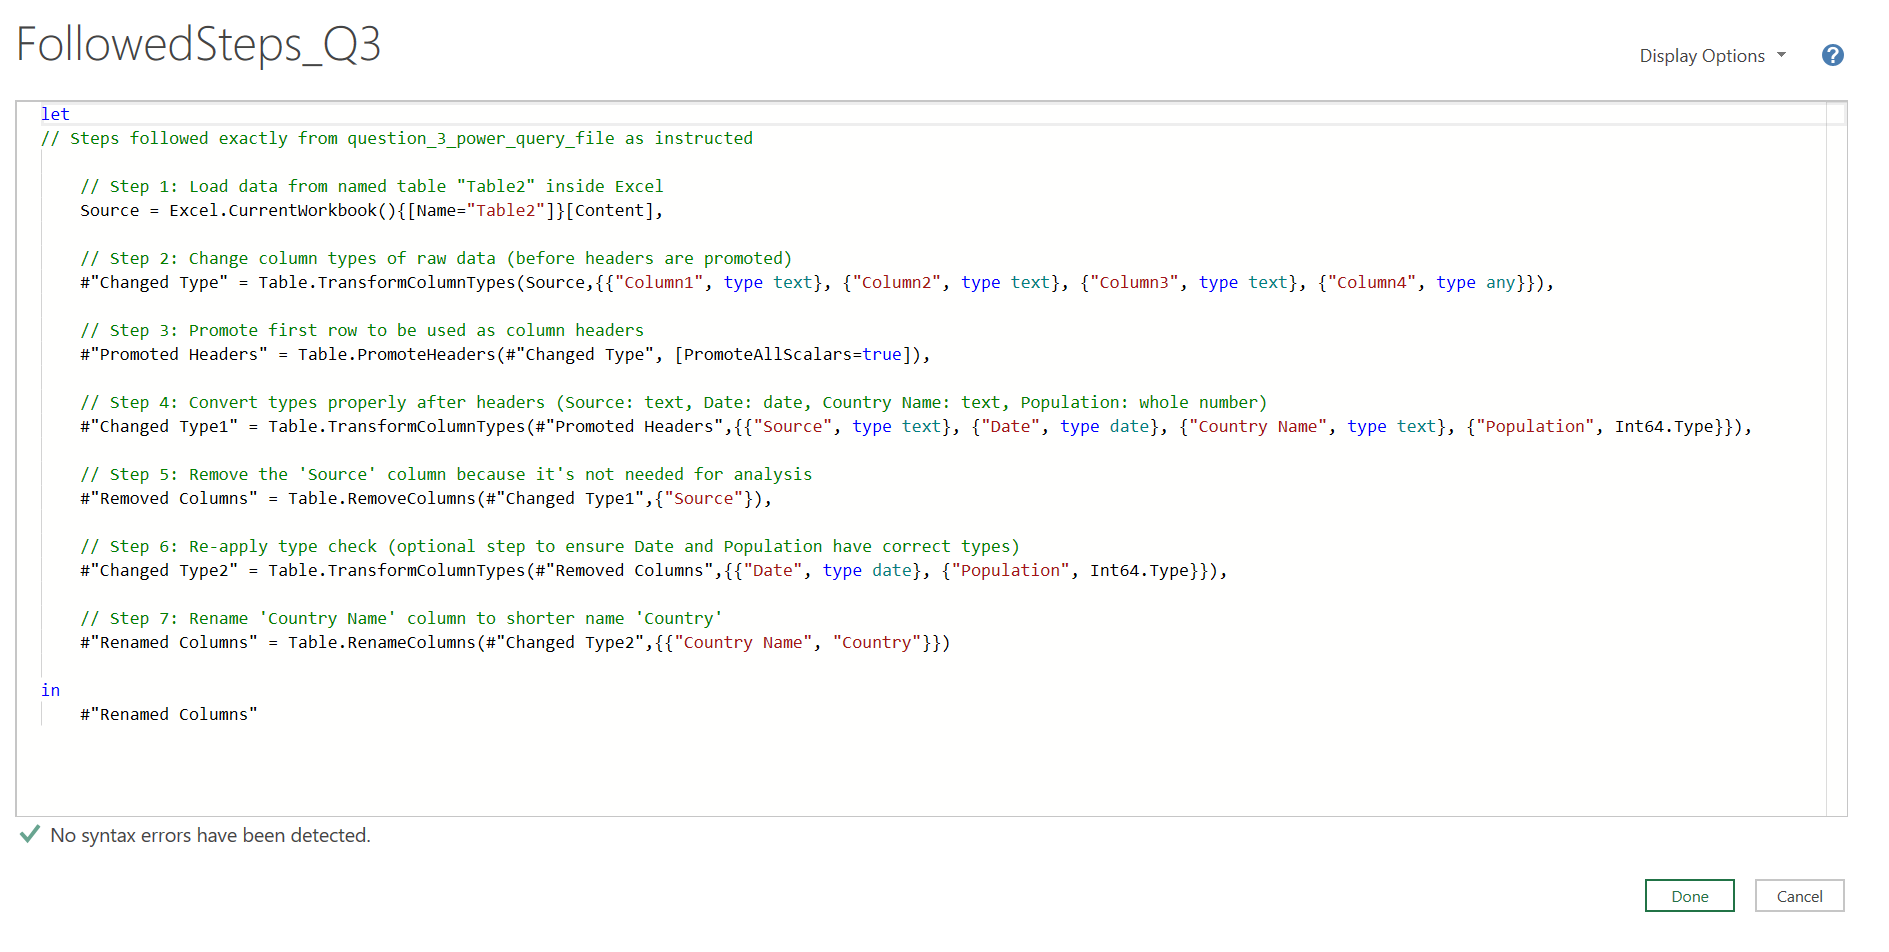 FollowedSteps_Q3
Display Options
?
let
// Steps followed exactly from question_3_power_query_file as instructed
// Step 1: Load data from named table "Table2" inside Excel
Source = Excel.CurrentWorkbook(){[Name="Table2"]}[Content],
// Step 2: Change column types of raw data (before headers are promoted)
#"Changed Type" = Table.TransformColumnTypes(Source,{{"Column1", type text}, {"Column2", type text}, {"Column3", type text}, {"Column4", type any}}),
// Step 3: Promote first row to be used as column headers
#"Promoted Headers" = Table.PromoteHeaders(#"Changed Type", [PromoteAllScalars=true]),
// Step 4: Convert types properly after headers (Source: text, Date: date, Country Name: text, Population: whole number)
#"Changed Type1" = Table.TransformColumnTypes(#"Promoted Headers",{{"Source", type text}, {"Date", type date}, {"Country Name", type text}, {"Population", Int64.Type}}),
// Step 5: Remove the 'Source' column because it's not needed for analysis
#"Removed Columns" = Table.RemoveColumns(#"Changed Type1",{"Source"}),
// Step 6: Re-apply type check (optional step to ensure Date and Population have correct types)
#"Changed Type2" = Table.TransformColumnTypes(#"Removed Columns",{{"Date", type date}, {"Population", Int64.Type}}),
// Step 7: Rename 'Country Name' column to shorter name 'Country'
#"Renamed Columns" = Table.RenameColumns(#"Changed Type2",{{"Country Name", "Country"}})
in
#"Renamed Columns"
No syntax errors have been detected.
Done
Cancel